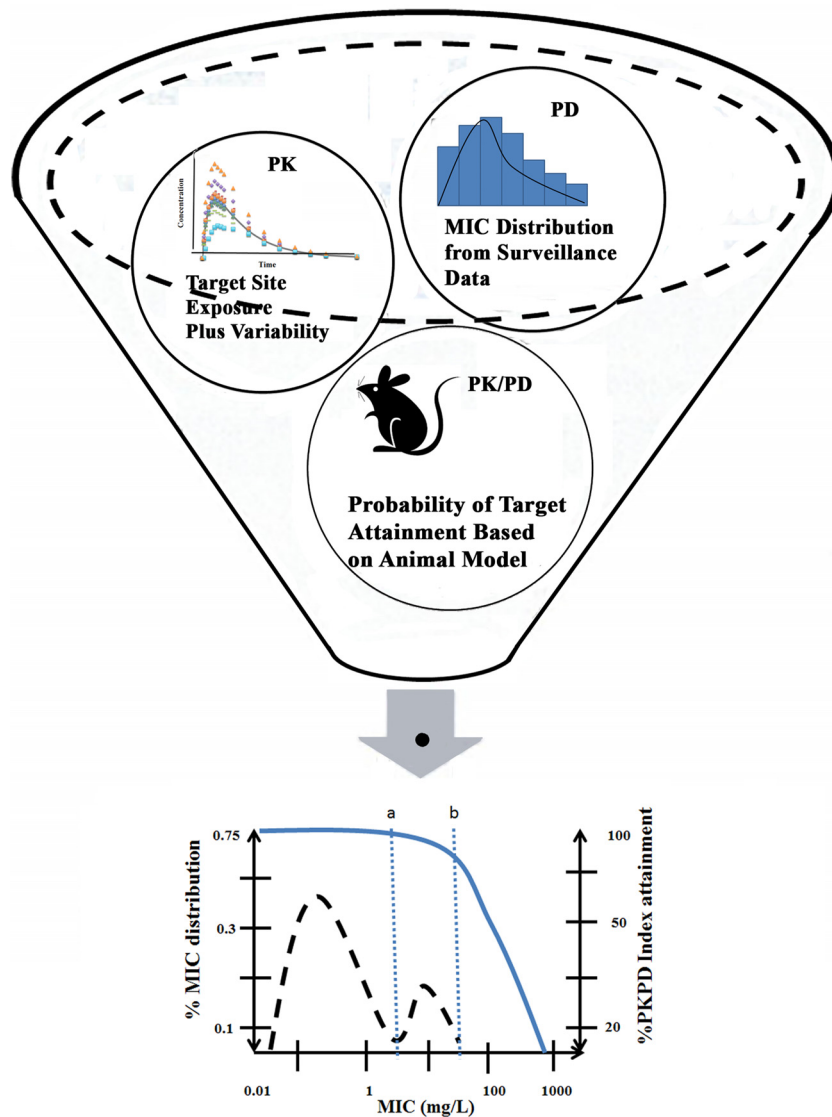 PD
MIC Distribution
from Surveillance
Data
PK
Concentration
Time
Target Site
Exposure
Plus Variability
PK/PD
Probability of Target
Attainment Based
on Animal Model
a
b
% MIC distribution
0.75
0.3
0.1
100
50
20
%PKPD Index attainment
0.01
1
100
1000
MIC (mg/L)